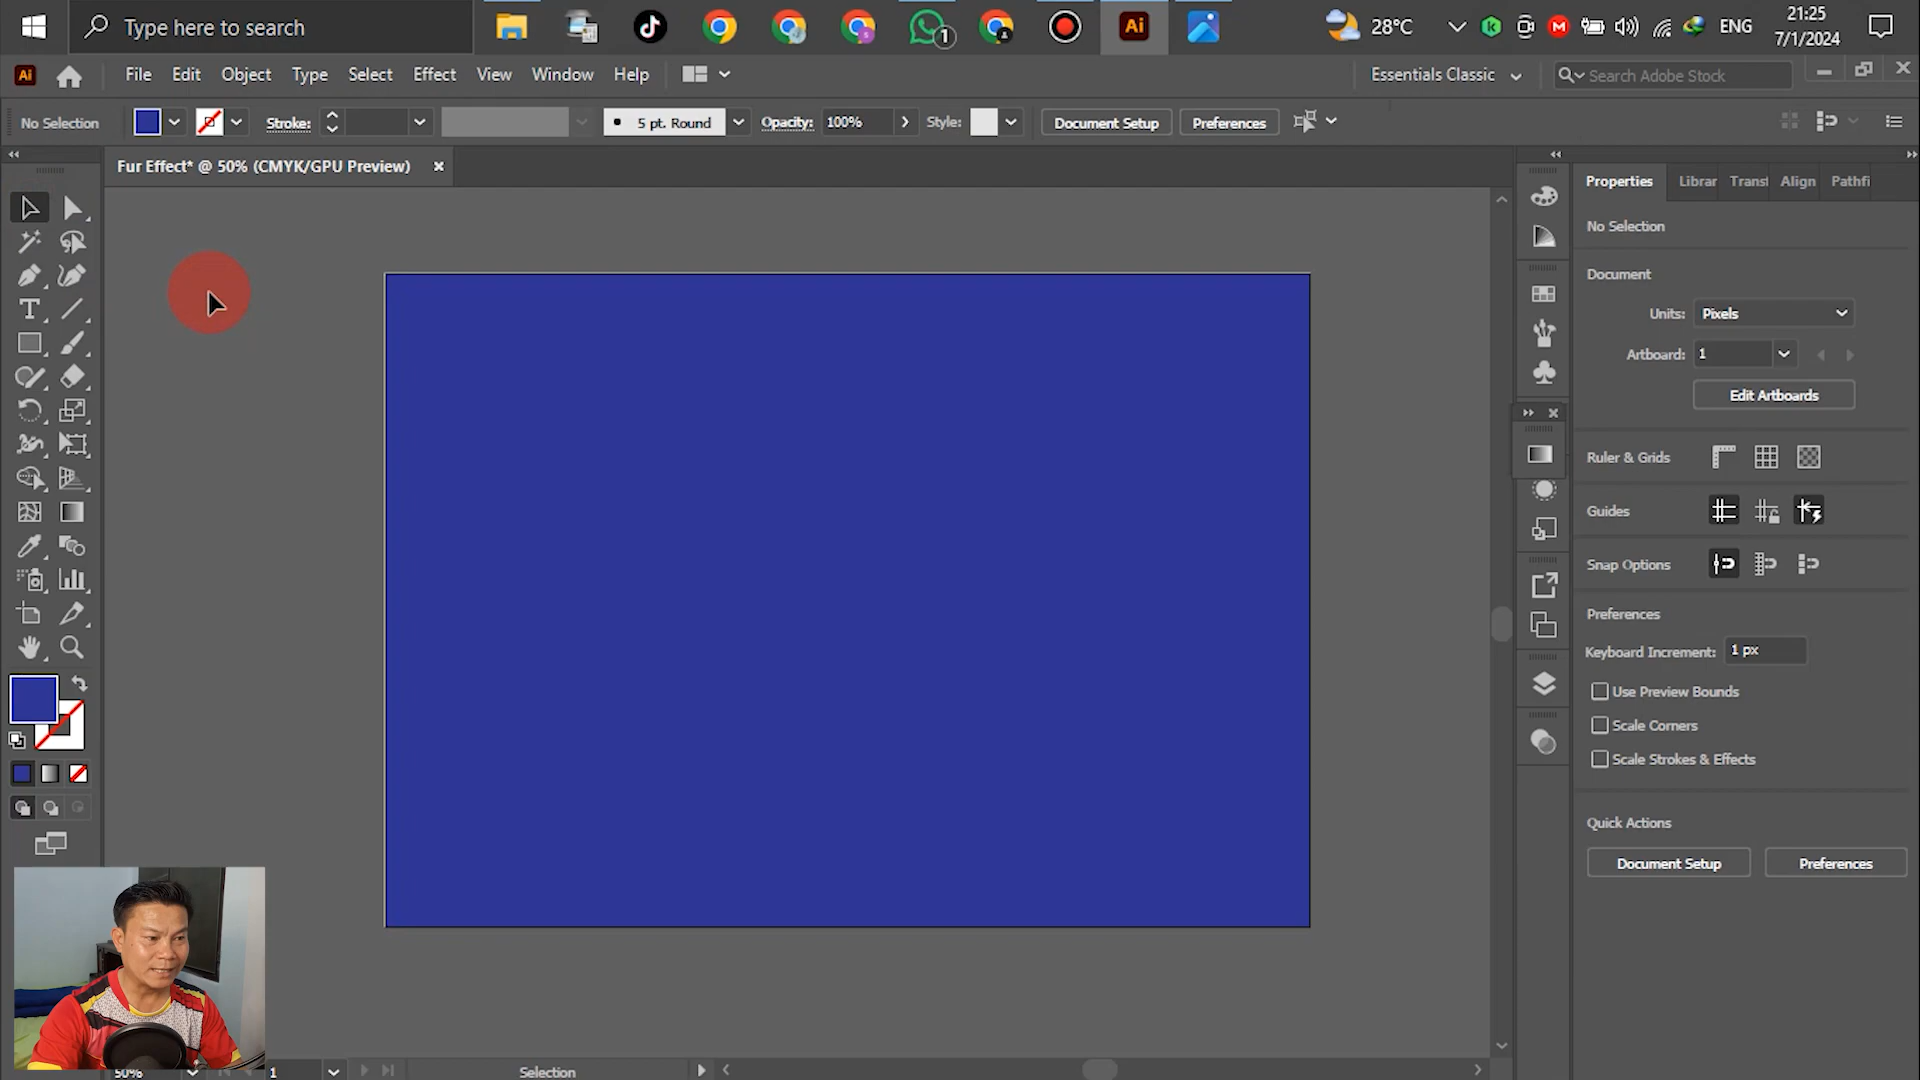 Type here to search
1
Ai
28°C
ENG
21:25
7/1/2024
Ai
File
Edit
Object
Type
Select
Effect
View
Window
Help
Essentials Classic
Search Adobe Stock
No Selection
Stroke:
5 pt. Round
Opacity:
100%
Style:
Document Setup
Preferences
Fur Effect* @ 50% (CMYK/GPU Preview)
Properties
Librar
Transf
Align
Pathfi
No Selection
Document
Units:
Pixels
Artboard:
1
Edit Artboards
Ruler & Grids
Guides
Snap Options
Preferences
Keyboard Increment:
1 px
Use Preview Bounds
Scale Corners
Scale Strokes & Effects
Quick Actions
Document Setup
Preferences
50%
1
Selection